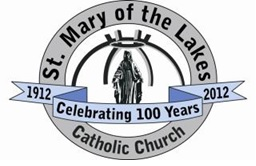 St. Mary of the Lakes
1912
Celebrating 100 Years
2012
Catholic Church